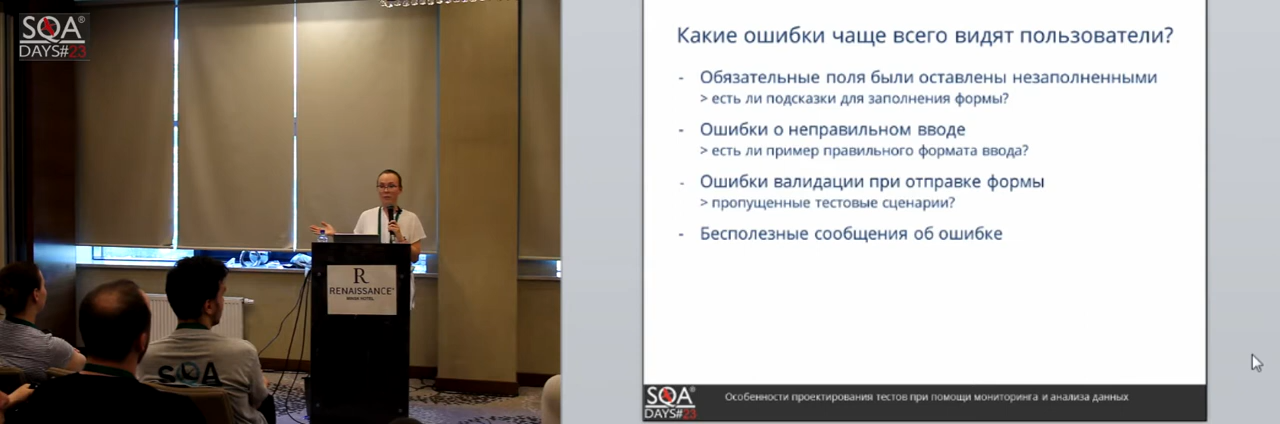 SQA®
DAYS#23
R
RENAISSANCE®
MINSK HOTEL
SQA
Какие ошибки чаще всего видят пользователи?
- Обязательные поля были оставлены незаполненными
> есть ли подсказки для заполнения формы?
- Ошибки о неправильном вводе
> есть ли пример правильного формата ввода?
- Ошибки валидации при отправке формы
> пропущенные тестовые сценарии?
- Бесполезные сообщения об ошибке
SQA®
DAYS#23
Особенности проектирования тестов при помощи мониторинга и анализа данных